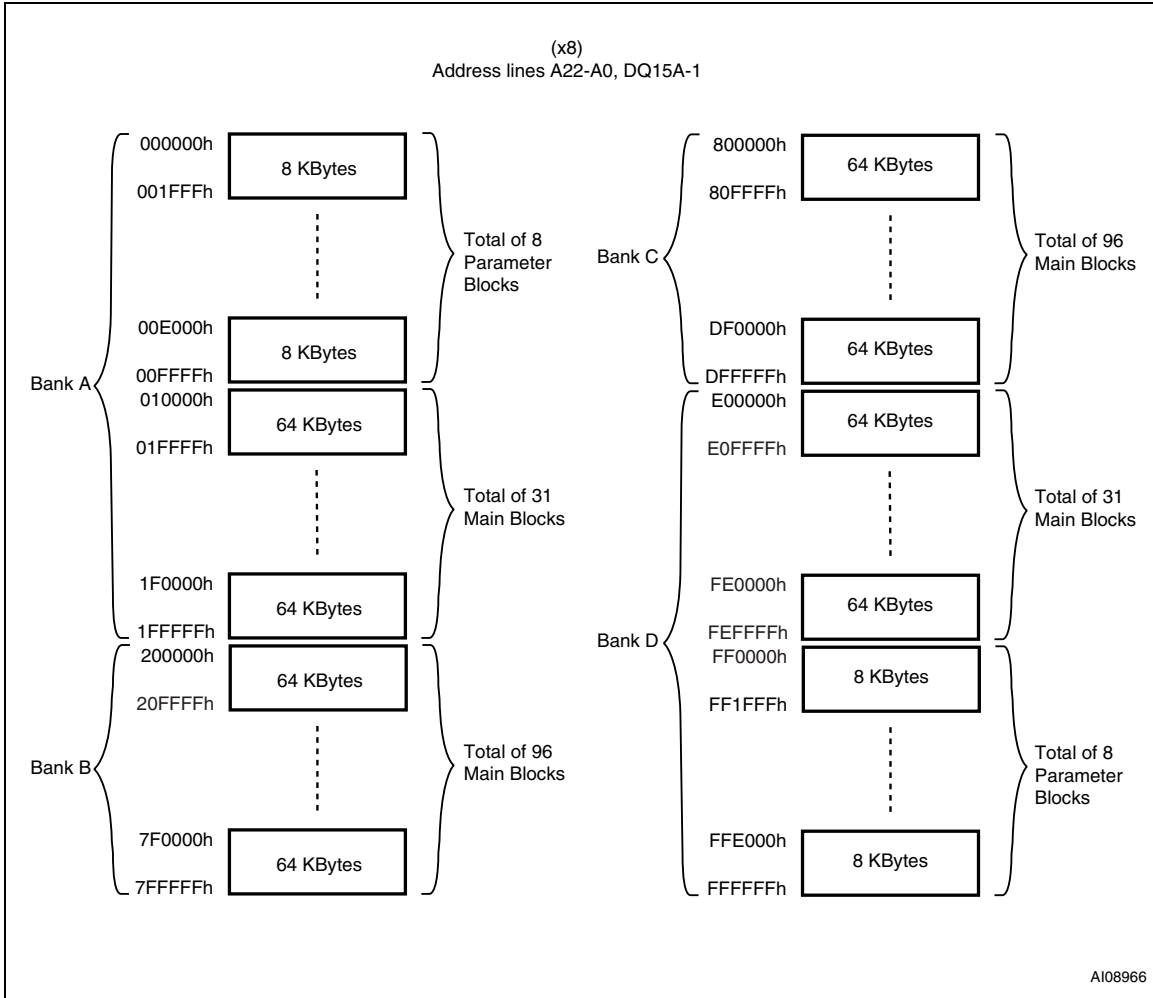 (x8)
Address lines A22-A0, DQ15A-1
Bank A
000000h
8 KBytes
001FFFh
Total of 8
Parameter
Blocks
00E000h
8 KBytes
00FFFFh
010000h
64 KBytes
01FFFFh
Total of 31
Main Blocks
1F0000h
64 KBytes
1FFFFFh
Bank B
200000h
64 KBytes
20FFFFh
Total of 96
Main Blocks
7F0000h
64 KBytes
7FFFFFh
Bank C
800000h
64 KBytes
80FFFFh
Total of 96
Main Blocks
DF0000h
64 KBytes
DFFFFFh
Bank D
E00000h
64 KBytes
E0FFFFh
Total of 31
Main Blocks
FE0000h
64 KBytes
FEFFFFh
FF0000h
8 KBytes
FF1FFFh
Total of 8
Parameter
Blocks
FFE000h
8 KBytes
FFFFFFh
AI08966